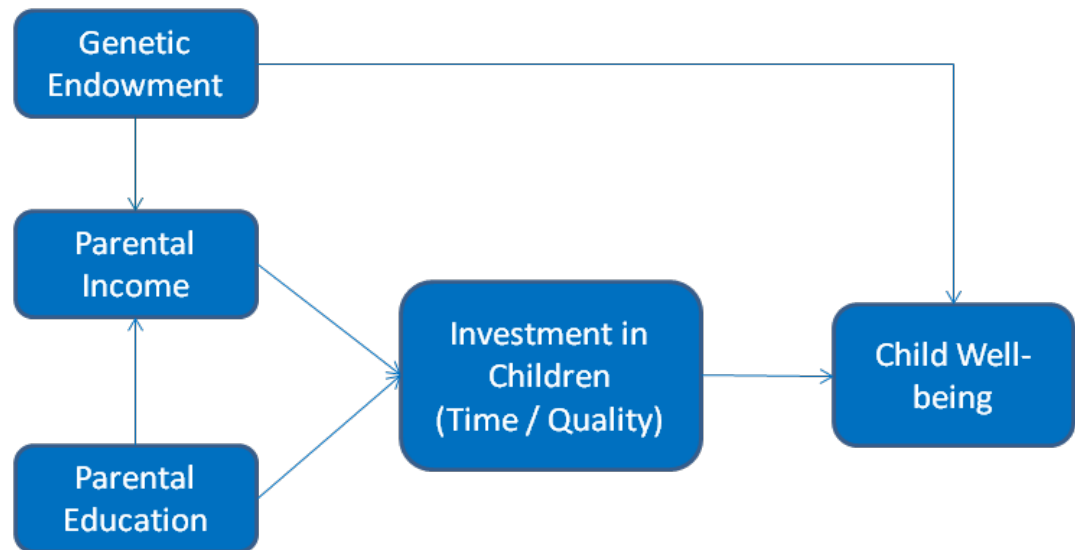 Genetic
Endowment
Parental
Income
Investment in
Children
(Time / Quality)
Child Well-
being
Parental
Education